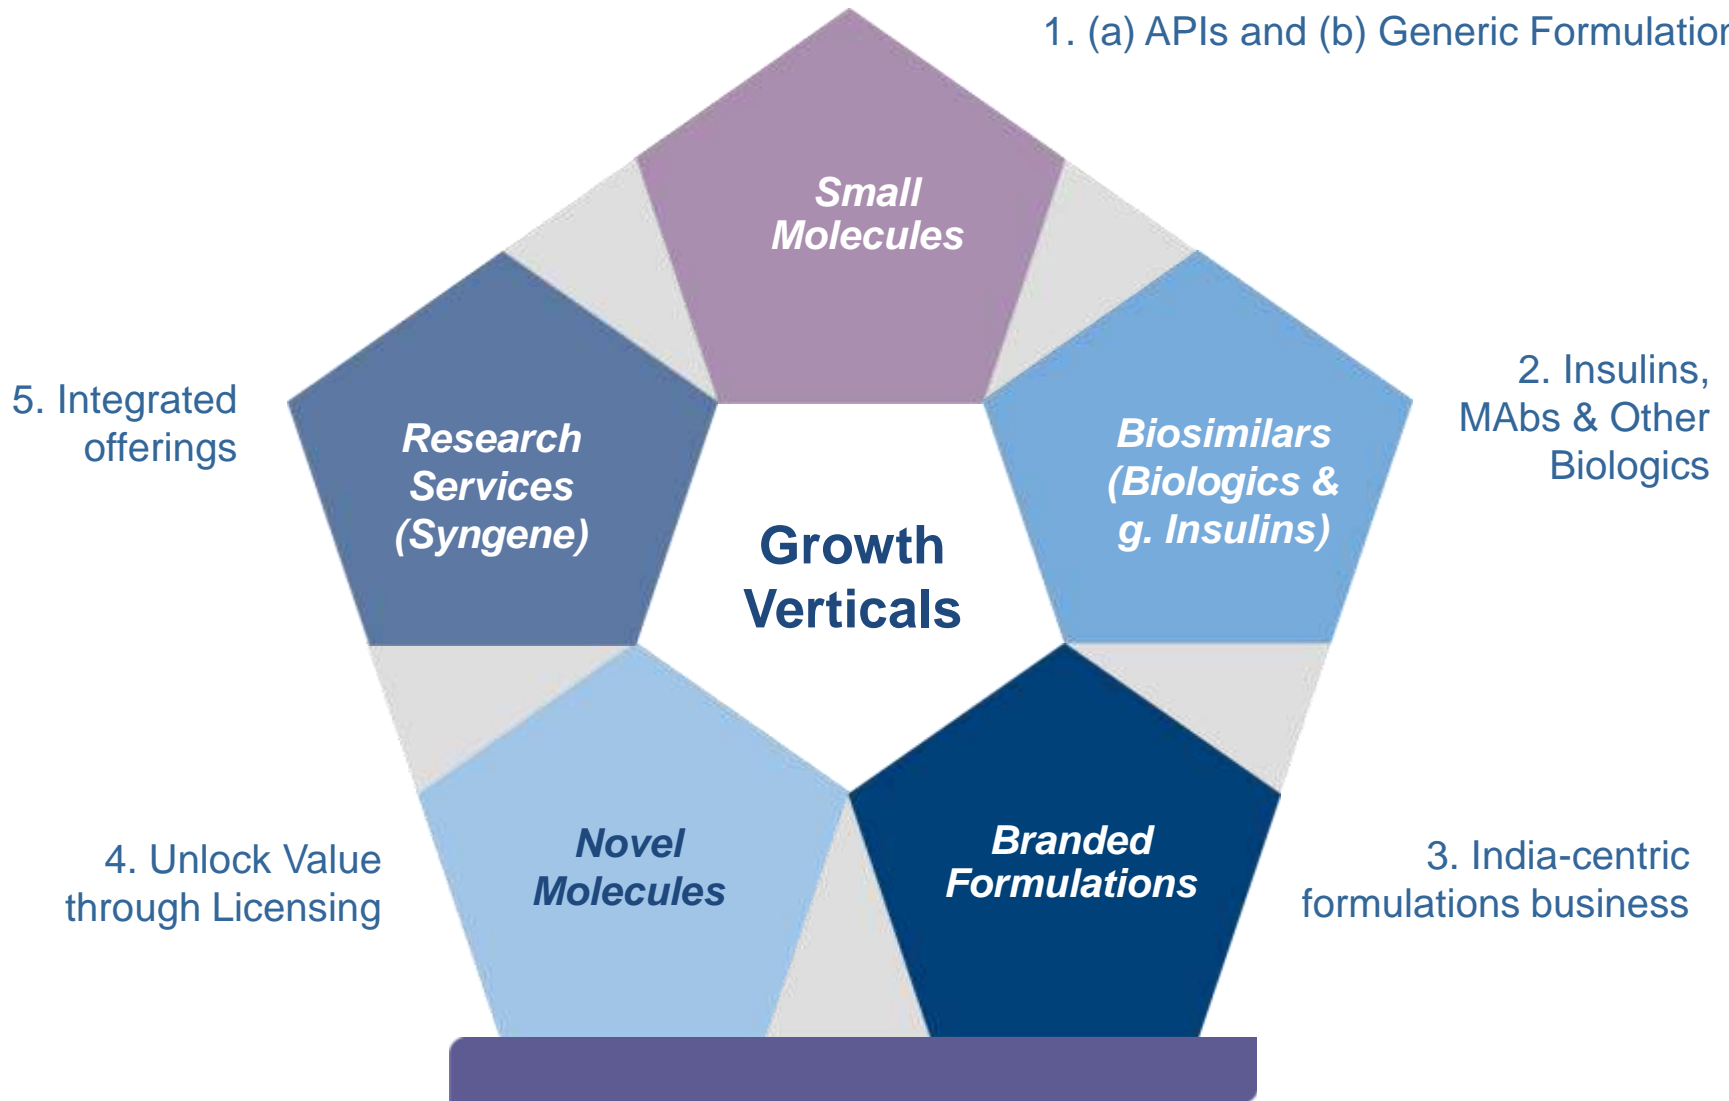 1. (a) APIs and (b) Generic Formulation
Small
Molecules
2. Insulins,
MAbs & Other
Biologics
Biosimilars
(Biologics &
g. Insulins)
5. Integrated
offerings
Research
Services
(Syngene)
Growth
Verticals
4. Unlock Value
through Licensing
Novel
Molecules
Branded
Formulations
3. India-centric
formulations business